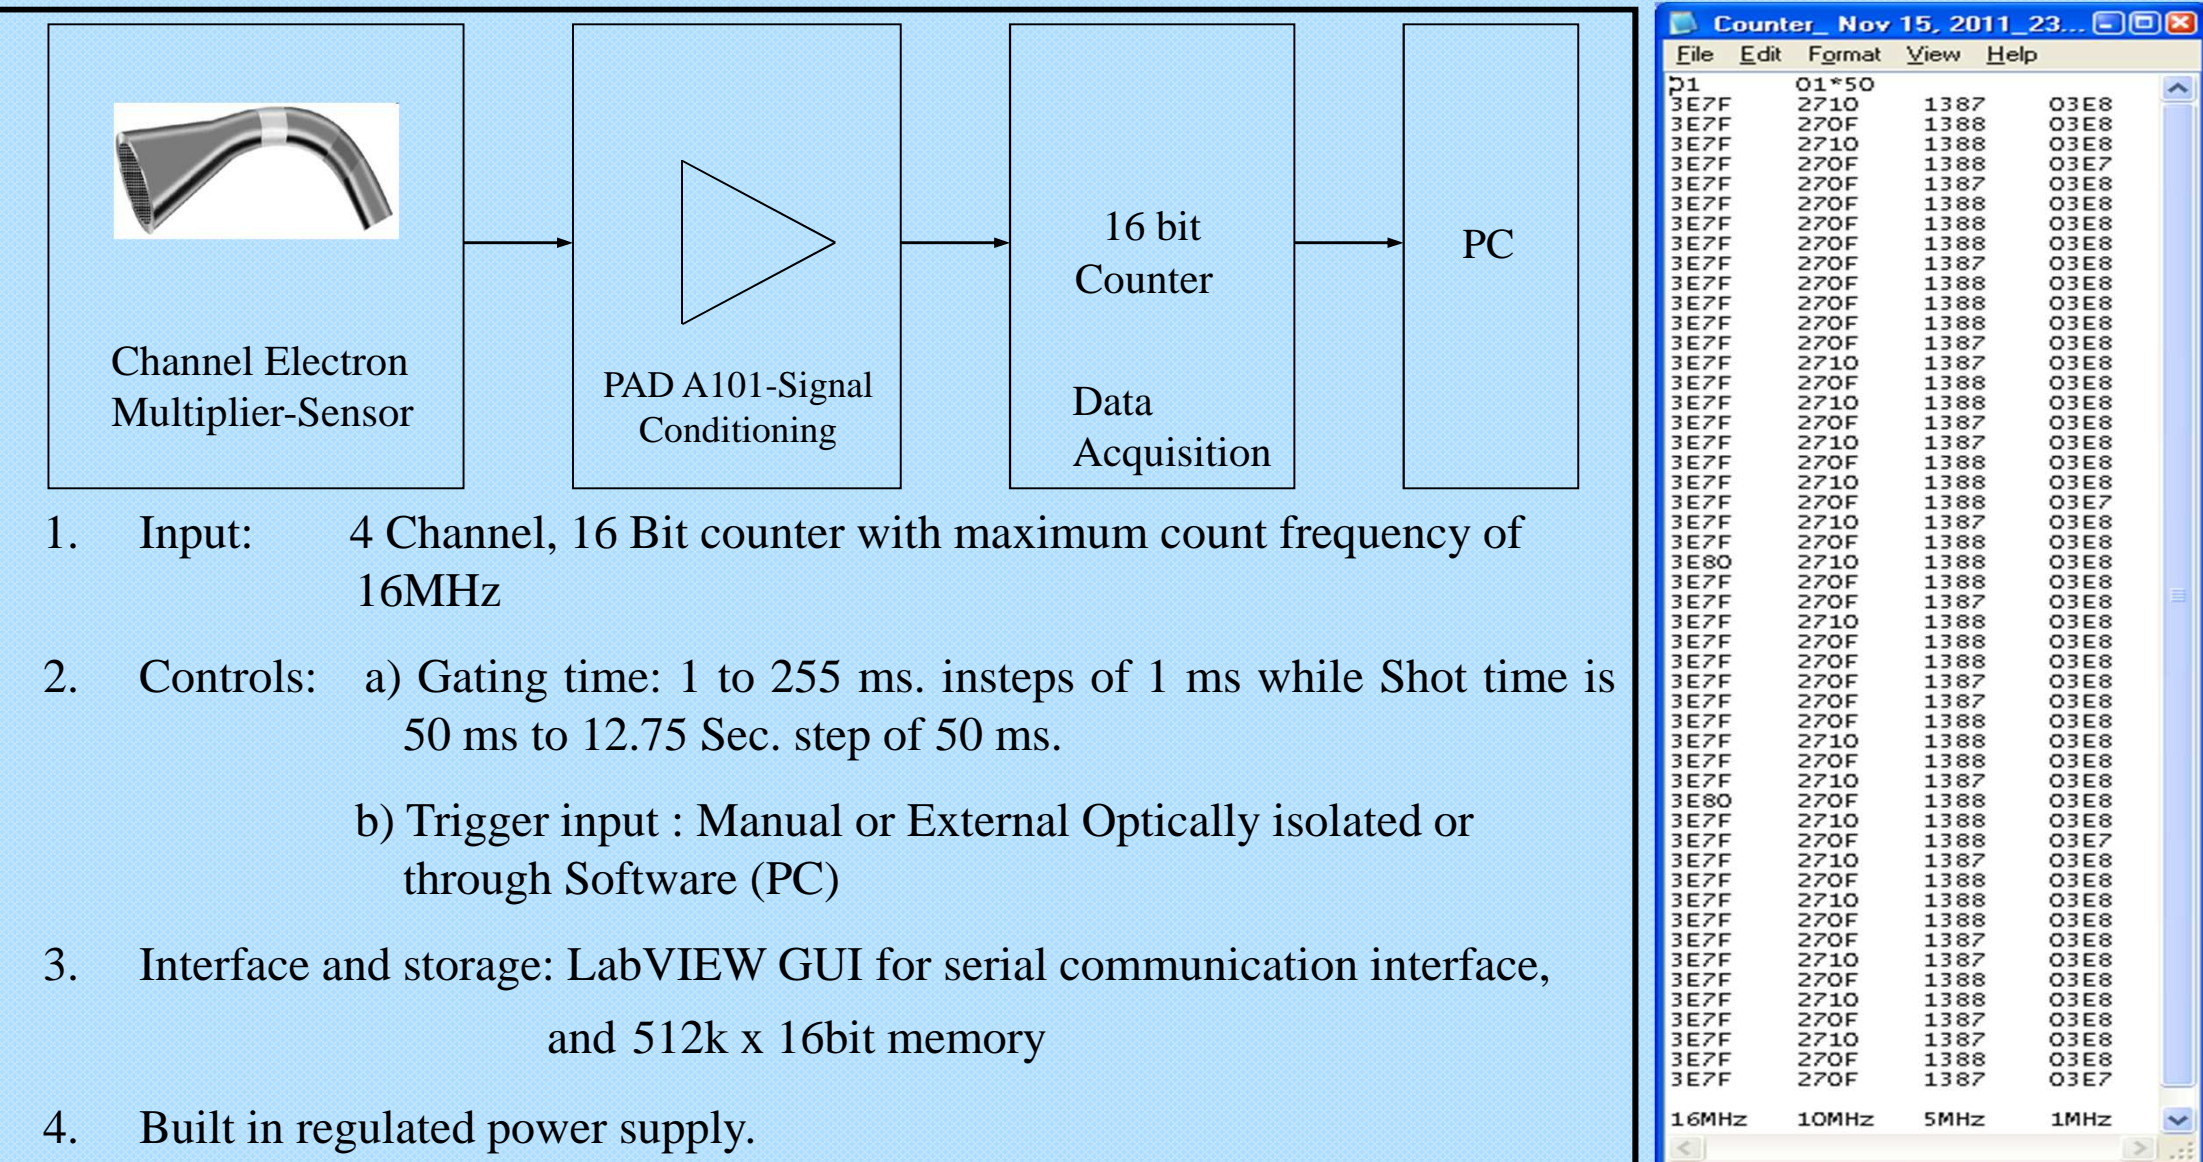 Channel Electron
Multiplier-Sensor
PAD A101-Signal
Conditioning
16 bit
Counter
Data
Acquisition
PC
1. Input: 4 Channel, 16 Bit counter with maximum count frequency of
16MHz
2. Controls: a) Gating time: 1 to 255 ms. insteps of 1 ms while Shot time is
50 ms to 12.75 Sec. step of 50 ms.
b) Trigger input : Manual or External Optically isolated or
through Software (PC)
3. Interface and storage: LabVIEW GUI for serial communication interface,
and 512k x 16bit memory
4. Built in regulated power supply.
Counter_ Nov 15, 2011_23...
File Edit Format View Help
01 01*50
3E7F 2710 1387 03E8
3E7F 270F 1388 03E8
3E7F 2710 1388 03E8
3E7F 270F 1388 03E7
3E7F 270F 1387 03E8
3E7F 270F 1388 03E8
3E7F 270F 1388 03E8
3E7F 270F 1388 03E8
3E7F 270F 1387 03E8
3E7F 270F 1388 03E8
3E7F 270F 1388 03E8
3E7F 270F 1388 03E8
3E7F 270F 1387 03E8
3E7F 2710 1387 03E8
3E7F 270F 1388 03E8
3E7F 2710 1388 03E8
3E7F 270F 1387 03E8
3E7F 2710 1388 03E8
3E7F 270F 1388 03E8
3E7F 2710 1388 03E8
3E7F 270F 1388 03E7
3E7F 2710 1387 03E8
3E7F 270F 1388 03E8
3E80 2710 1388 03E8
3E7F 270F 1388 03E8
3E7F 270F 1387 03E8
3E7F 2710 1388 03E8
3E7F 270F 1388 03E8
3E7F 270F 1388 03E8
3E7F 270F 1387 03E8
3E7F 270F 1387 03E8
3E7F 270F 1388 03E8
3E7F 2710 1388 03E8
3E7F 270F 1388 03E8
3E7F 2710 1387 03E8
3E80 270F 1388 03E8
3E7F 2710 1388 03E8
3E7F 270F 1388 03E7
3E7F 2710 1387 03E8
3E7F 270F 1388 03E8
3E7F 2710 1388 03E8
3E7F 270F 1388 03E8
3E7F 270F 1387 03E8
3E7F 2710 1387 03E8
3E7F 270F 1388 03E8
3E7F 2710 1388 03E8
3E7F 270F 1387 03E8
3E7F 2710 1387 03E8
3E7F 270F 1388 03E8
3E7F 270F 1387 03E7
16MHz 10MHz 5MHz 1MHz